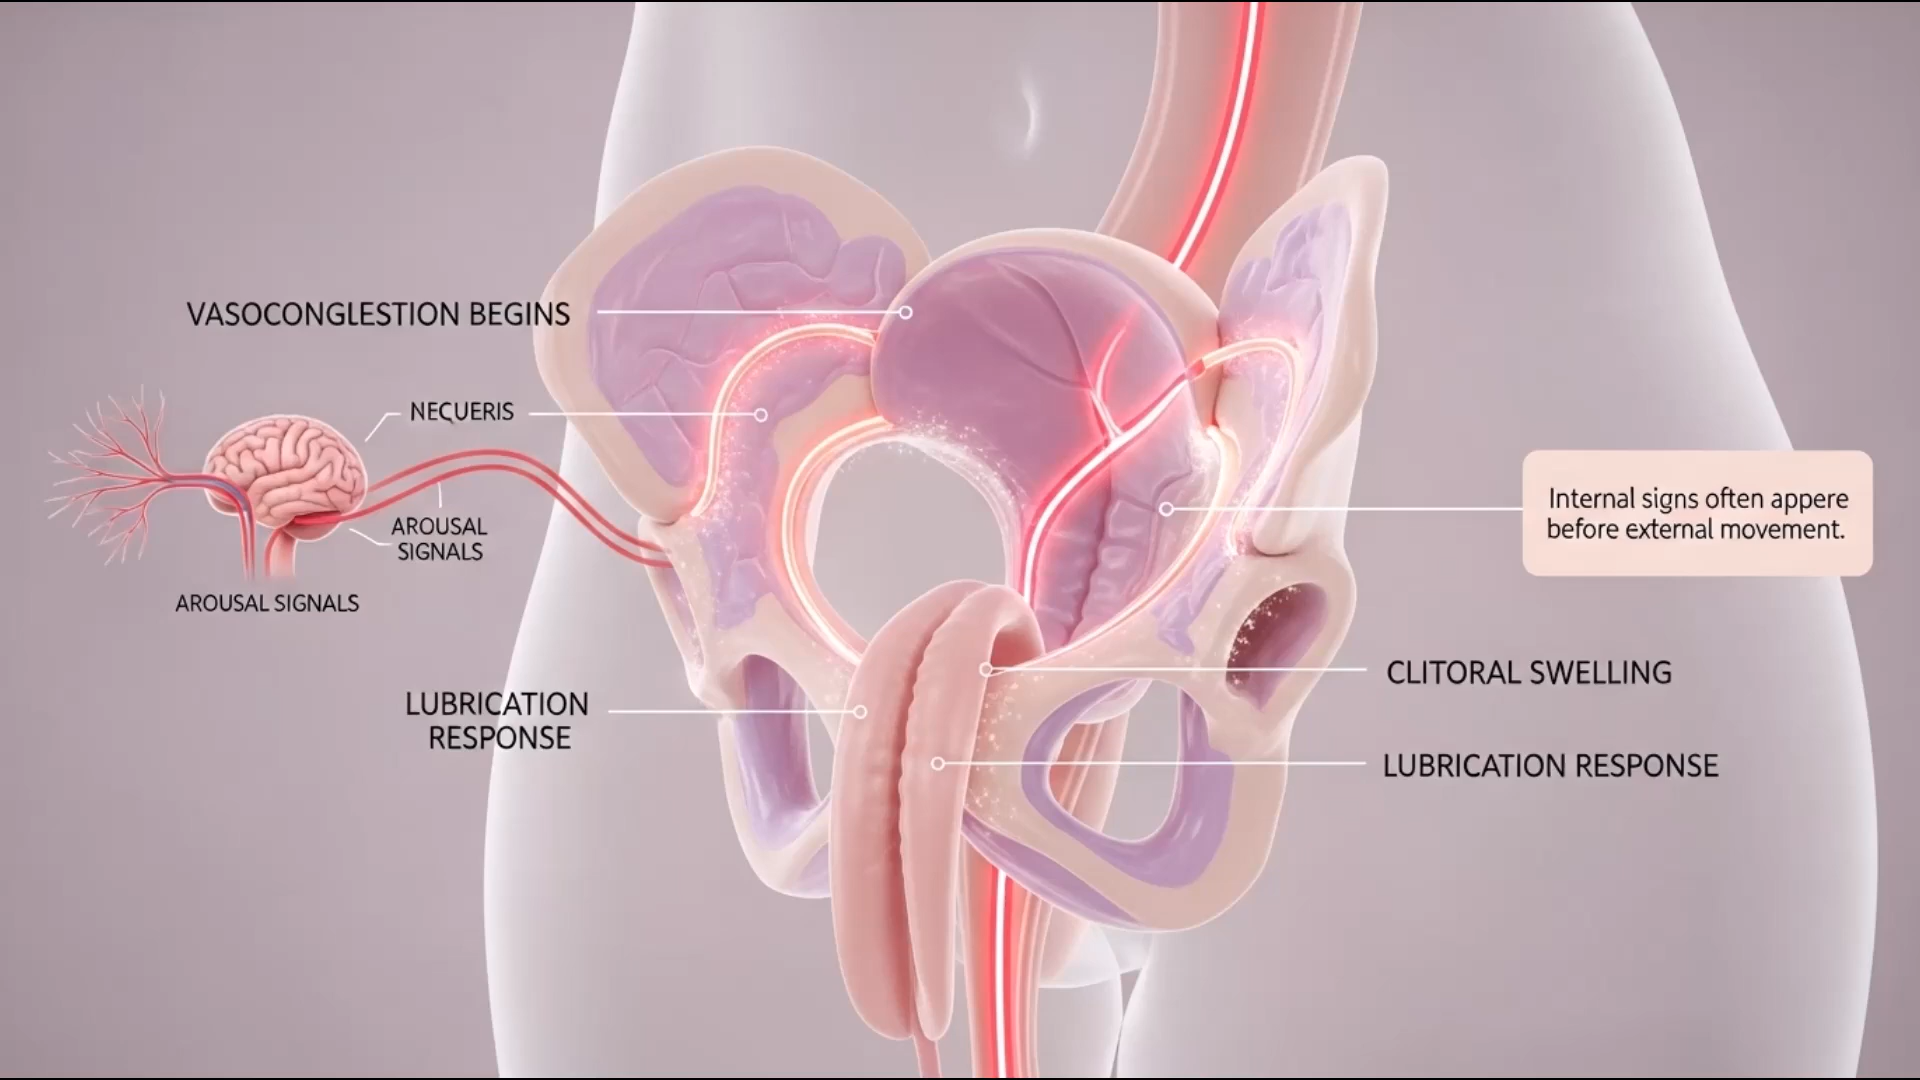 VASOCONGLESTION BEGINS
NECUERIS
AROUSAL
SIGNALS
AROUSAL SIGNALS
Internal signs often appere
before external movement.
LUBRICATION
RESPONSE
CLITORAL SWELLING
LUBRICATION RESPONSE